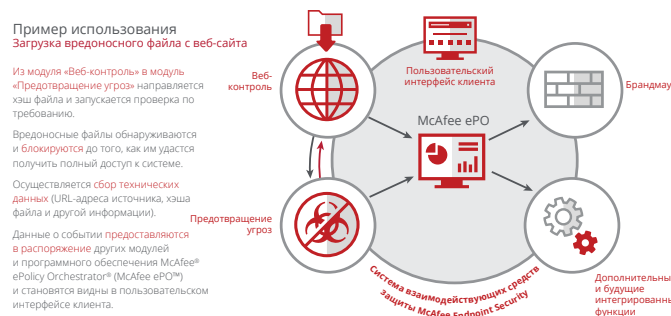 Пример использования
Загрузка вредоносного файла с веб-сайта
Из модуля «Веб-контроль» в модуль
«Предотвращение угроз» направляется
хэш файла и запускается проверка по
требованию.
Вредоносные файлы обнаруживаются
и блокируются до того, как им удастся
получить полный доступ к системе.
Осуществляется сбор технических
данных (URL-адреса источника, хэша
файла и другой информации).
Данные о событии предоставляются
в распоряжение других модулей
и программного обеспечения McAfee®
ePolicy Orchestrator® (McAfee ePO™)
и становятся видны в пользовательском
интерфейсе клиента.
Веб-
контроль
Пользовательский
интерфейс клиента
McAfee ePO
Брандмау
Предотвращение
угроз
Система взаимодействующих средств
защиты McAfee Endpoint Security
Дополнительны
и будущие
интегрированны
функции